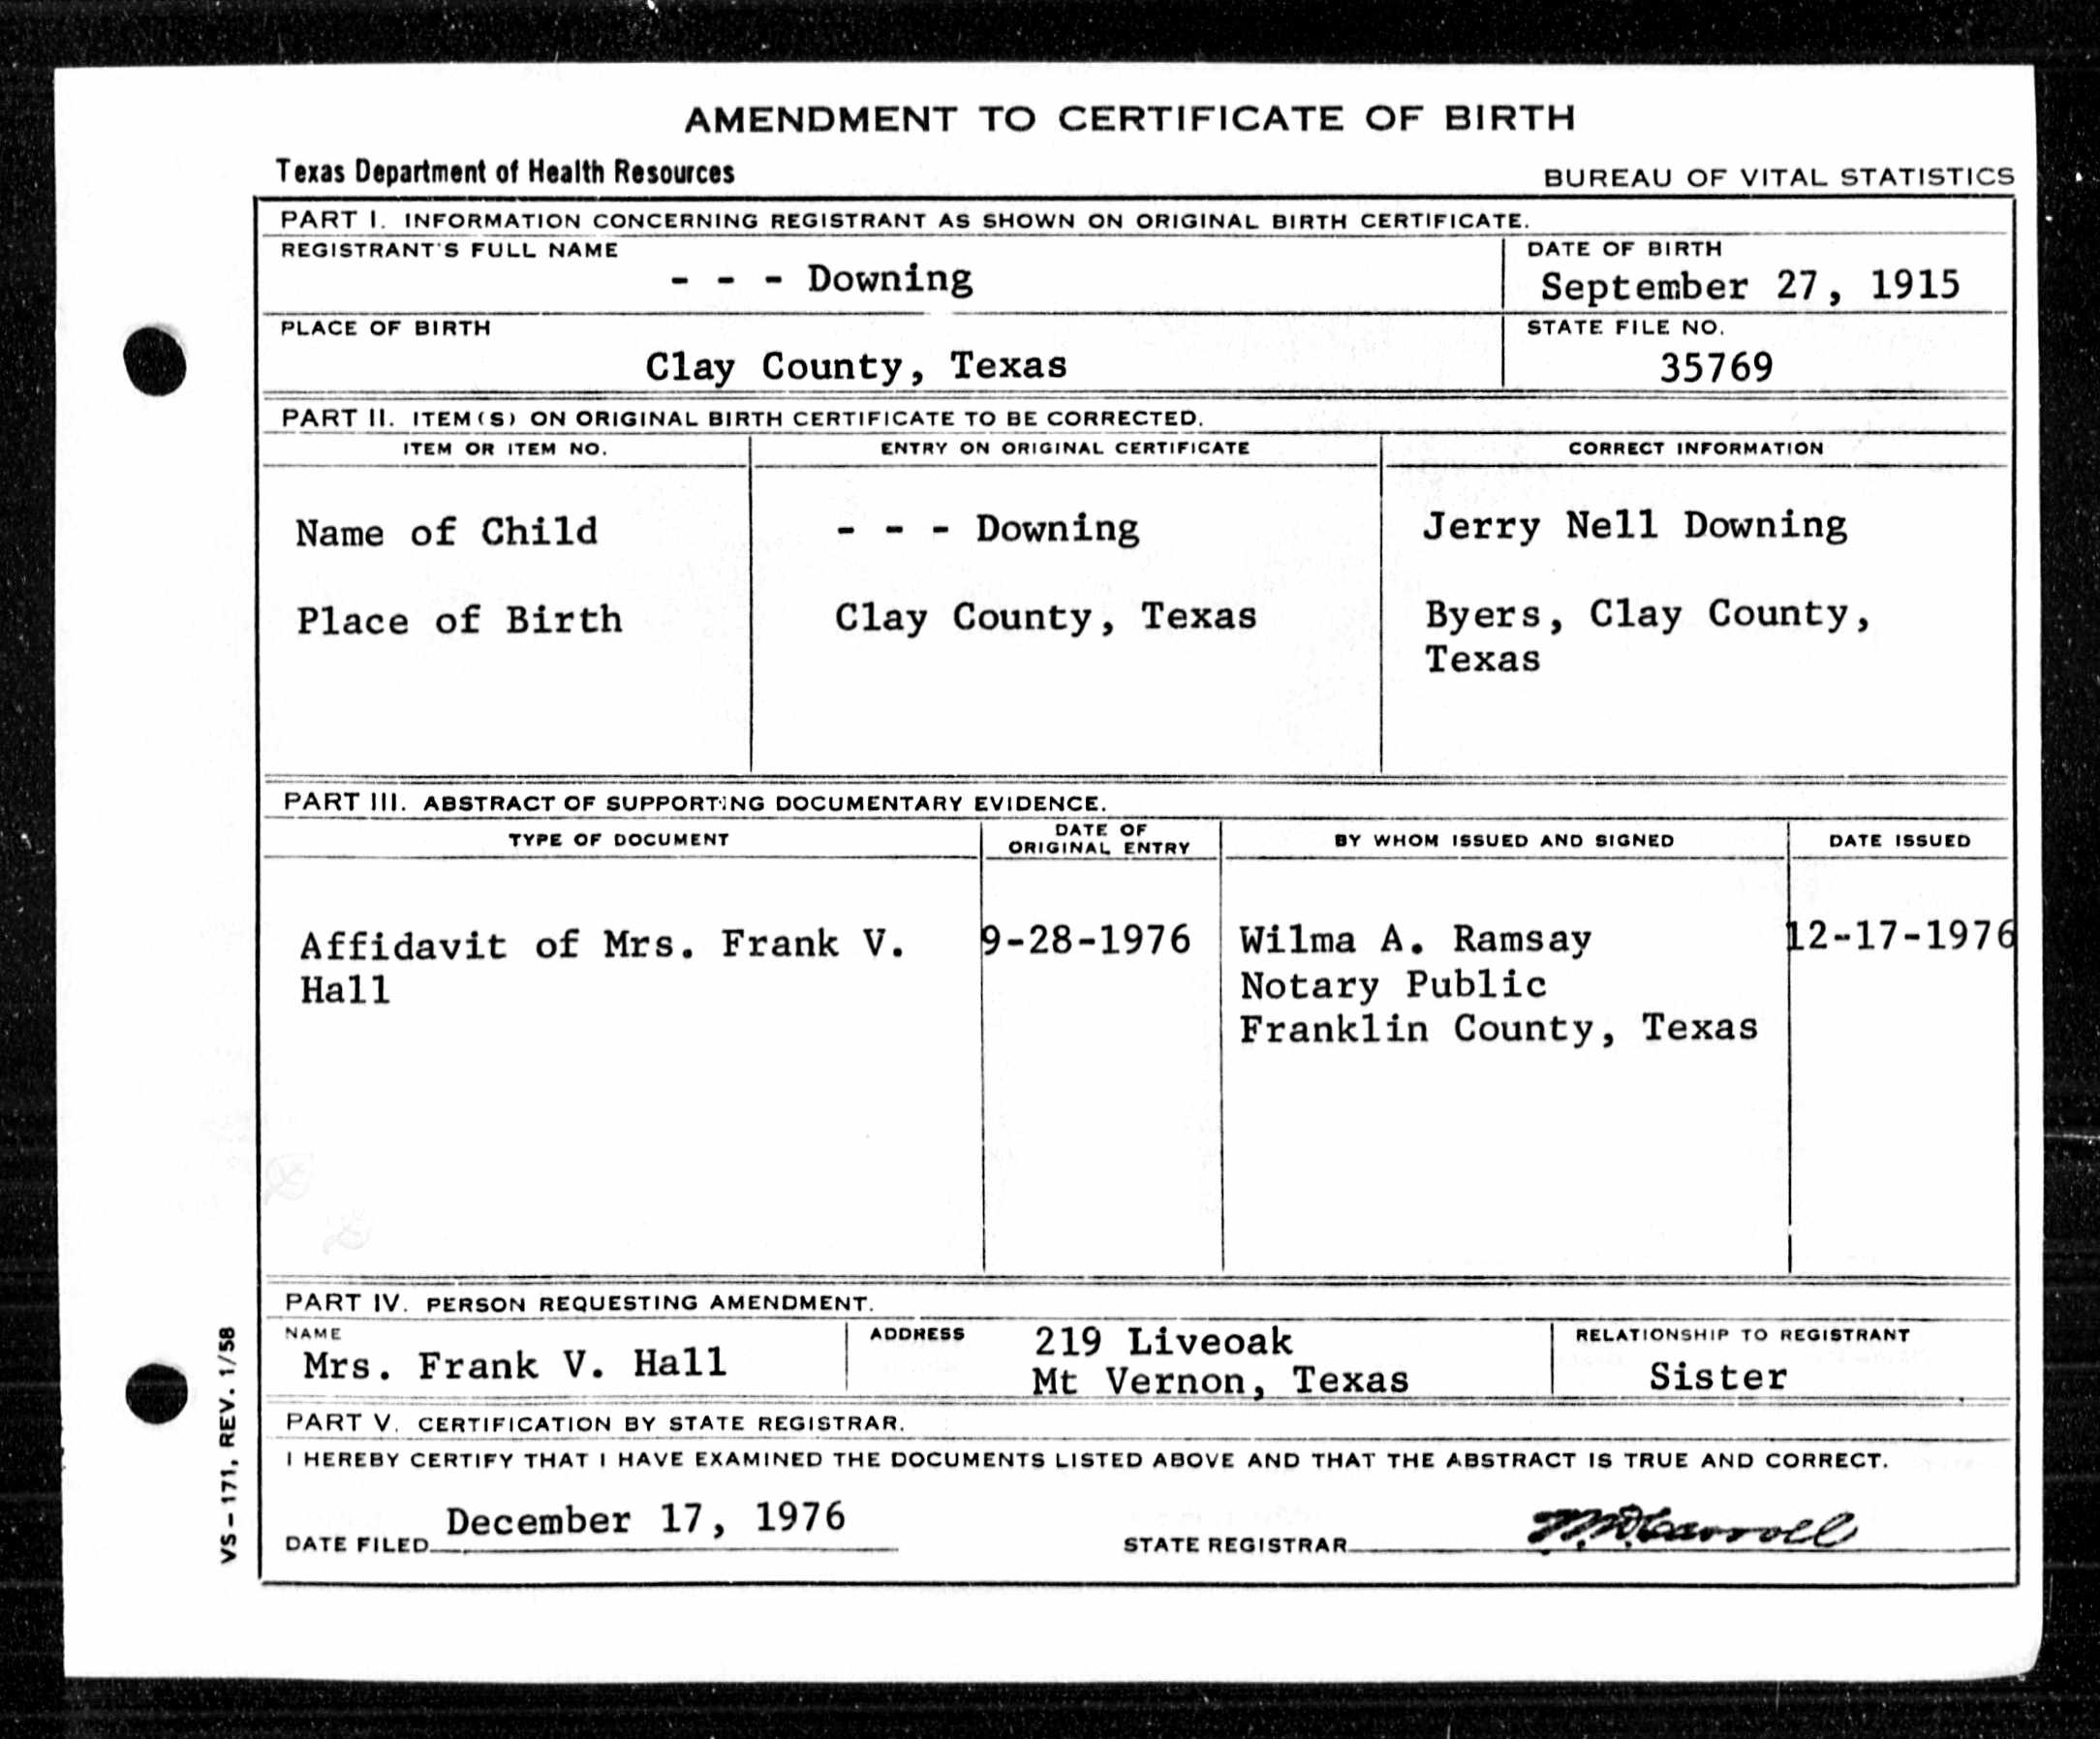 AMENDMENT TO CERTIFICATE OF BIRTH
Texas Department of Health Resources
BUREAU OF VITAL STATISTICS
PART I. INFORMATION CONCERNING REGISTRANT AS SHOWN ON ORIGINAL BIRTH CERTIFICATE.
REGISTRANT'S FULL NAME
- - - Downing
DATE OF BIRTH
September 27, 1915
PLACE OF BIRTH
Clay County, Texas
STATE FILE NO.
35769
PART II. ITEM(S) ON ORIGINAL BIRTH CERTIFICATE TO BE CORRECTED.
ITEM OR ITEM NO.
ENTRY ON ORIGINAL CERTIFICATE
CORRECT INFORMATION
Name of Child
- - - Downing
Jerry Nell Downing
Place of Birth
Clay County, Texas
Byers, Clay County,
Texas
PART III. ABSTRACT OF SUPPORTING DOCUMENTARY EVIDENCE.
TYPE OF DOCUMENT
DATE OF
ORIGINAL ENTRY
BY WHOM ISSUED AND SIGNED
DATE ISSUED
Affidavit of Mrs. Frank V.
Hall
9-28-1976
Wilma A. Ramsay
Notary Public
Franklin County, Texas
12-17-1976
PART IV. PERSON REQUESTING AMENDMENT.
NAME
Mrs. Frank V. Hall
ADDRESS
219 Liveoak
Mt Vernon, Texas
RELATIONSHIP TO REGISTRANT
Sister
PART V. CERTIFICATION BY STATE REGISTRAR.
I HEREBY CERTIFY THAT I HAVE EXAMINED THE DOCUMENTS LISTED ABOVE AND THAT THE ABSTRACT IS TRUE AND CORRECT.
DATE FILED December 17, 1976
STATE REGISTRAR W. D. Carroll
VS-171, REV. 1/58